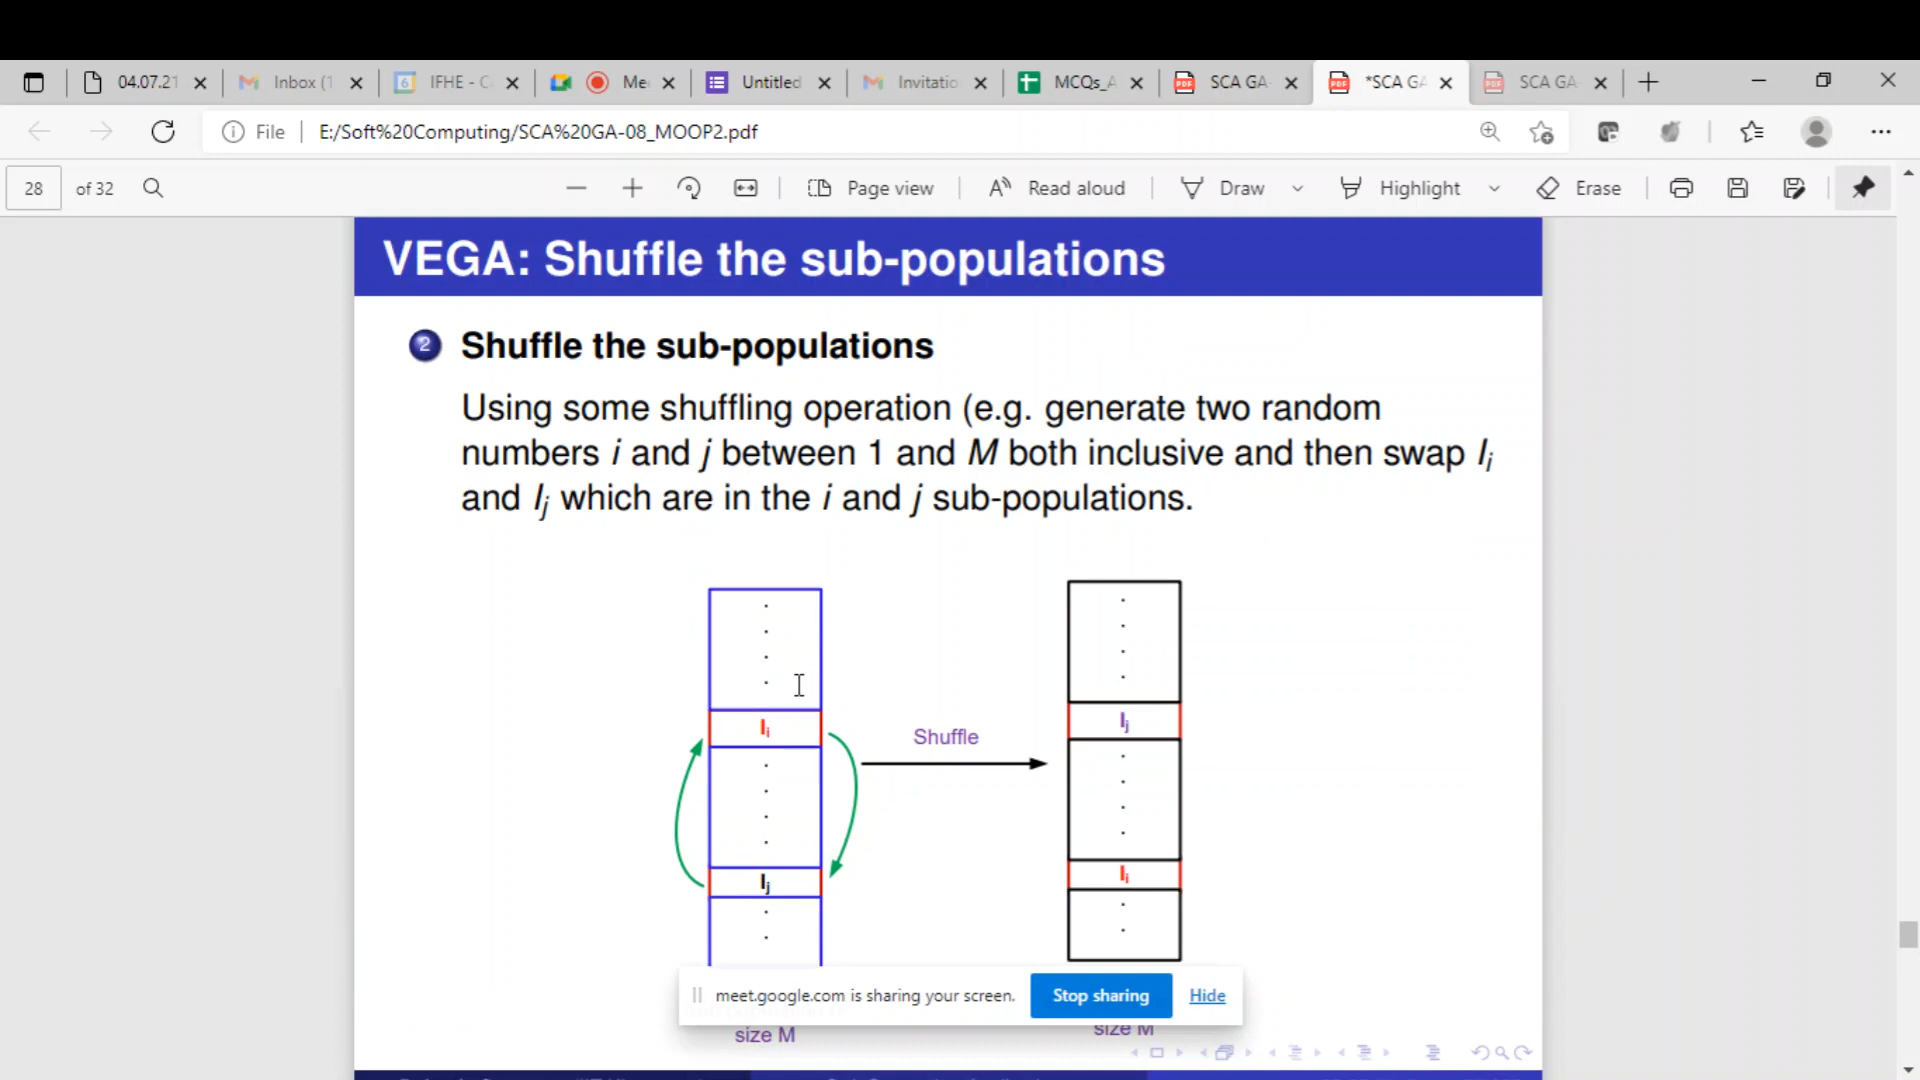 04.07.21
Inbox (1
IFHE - C
Me
Untitled
Invitatio
MCQs_A
SCA GA
*SCA GA
SCA GA
File
E:/Soft%20Computing/SCA%20GA-08_MOOP2.pdf
28 of 32
Page view
Read aloud
Draw
Highlight
Erase
VEGA: Shuffle the sub-populations
2 Shuffle the sub-populations
Using some shuffling operation (e.g. generate two random
numbers i and j between 1 and M both inclusive and then swap Ii
and Ij which are in the i and j sub-populations.
Ii
Ij
Shuffle
Ij
Ii
meet.google.com is sharing your screen.
Stop sharing
Hide
size M
size M